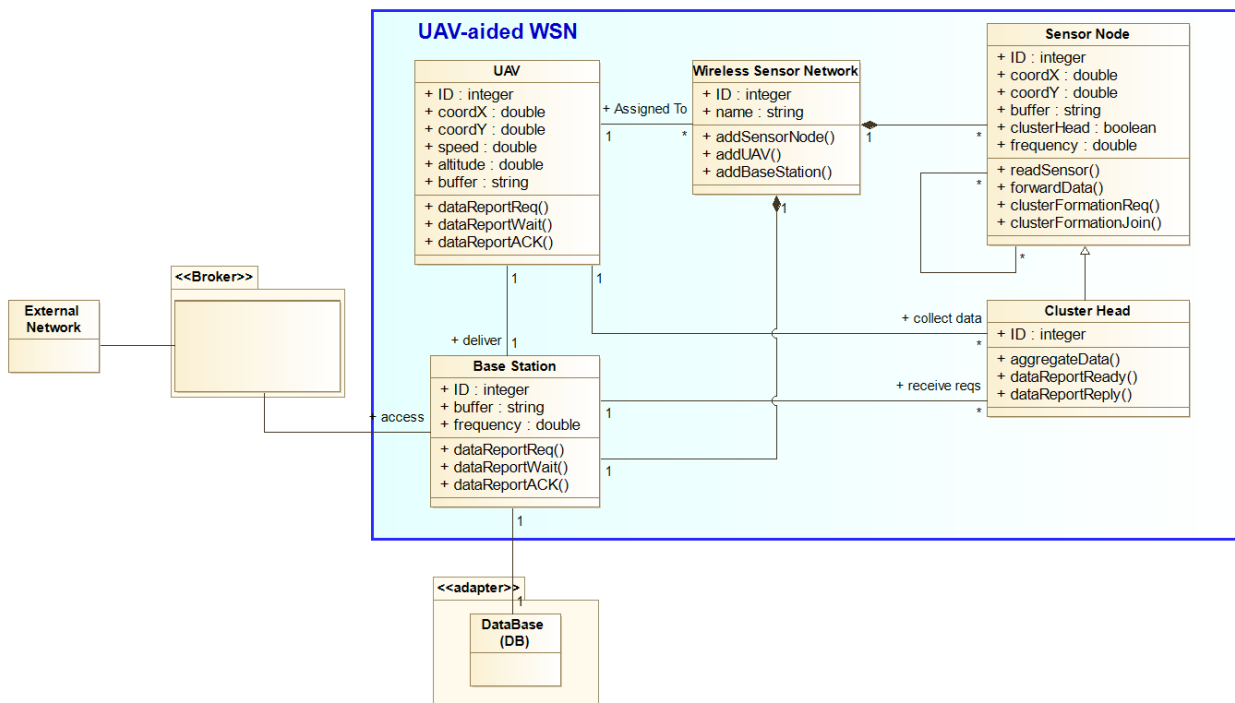 UAV-aided WSN
UAV
+ ID : integer
+ coordX : double
+ coordY : double
+ speed : double
+ altitude : double
+ buffer : string
+ dataReportReq()
+ dataReportWait()
+ dataReportACK()
+ Assigned To
1
*
Wireless Sensor Network
+ ID : integer
+ name : string
+ addSensorNode()
+ addUAV()
+ addBaseStation()
1
*
1
Sensor Node
+ ID : integer
+ coordX : double
+ coordY : double
+ buffer : string
+ clusterHead : boolean
+ frequency : double
+ readSensor()
+ forwardData()
+ clusterFormationReq()
+ clusterFormationJoin()
*
*
<<Broker>>
External
Network
1
1
+ deliver
1
+ collect data
*
Cluster Head
+ ID : integer
+ aggregateData()
+ dataReportReady()
+ dataReportReply()
+ receive reqs
1
*
+ access
Base Station
+ ID : integer
+ buffer : string
+ frequency : double
+ dataReportReq()
+ dataReportWait()
+ dataReportACK()
1
1
<<adapter>>
1
DataBase
(DB)